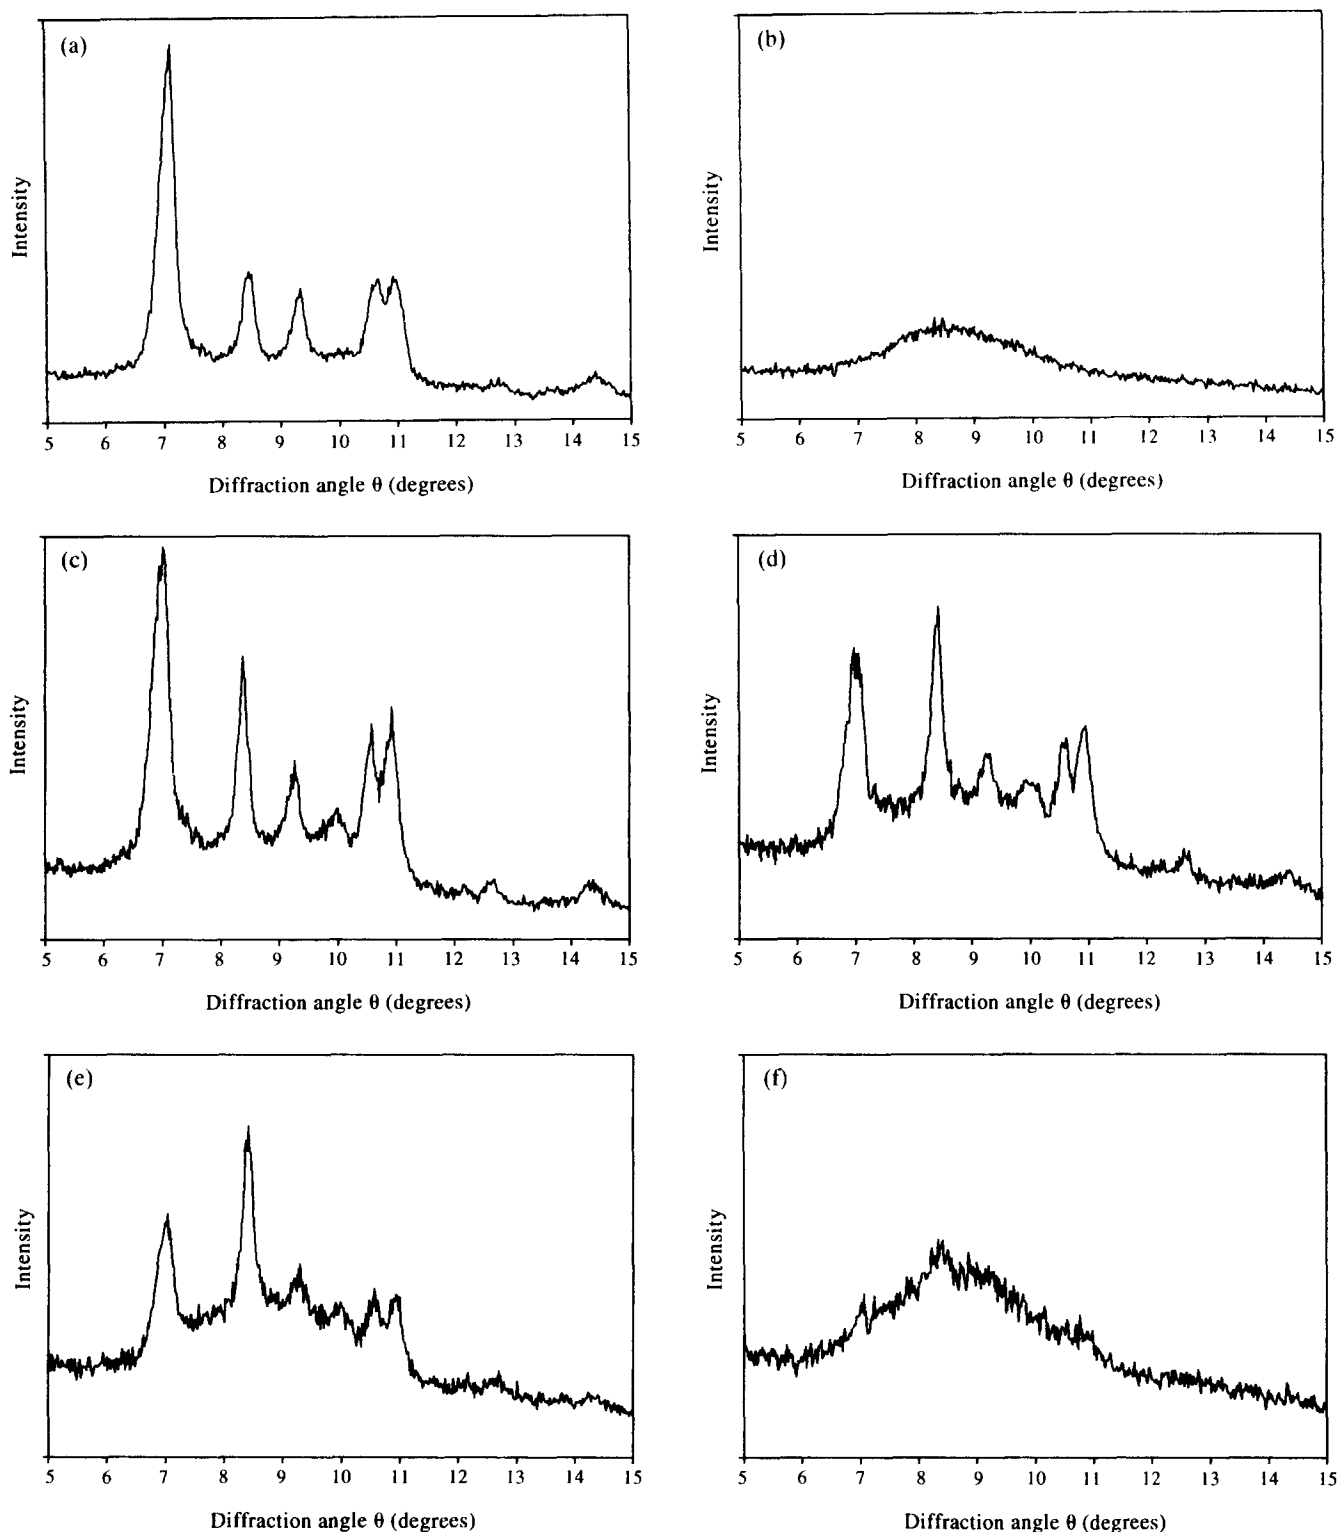 (a)
Intensity
5 6 7 8 9 10 11 12 13 14 15
Diffraction angle θ (degrees)
(b)
Intensity
5 6 7 8 9 10 11 12 13 14 15
Diffraction angle θ (degrees)
(c)
Intensity
5 6 7 8 9 10 11 12 13 14 15
Diffraction angle θ (degrees)
(d)
Intensity
5 6 7 8 9 10 11 12 13 14 15
Diffraction angle θ (degrees)
(e)
Intensity
5 6 7 8 9 10 11 12 13 14 15
Diffraction angle θ (degrees)
(f)
Intensity
5 6 7 8 9 10 11 12 13 14 15
Diffraction angle θ (degrees)